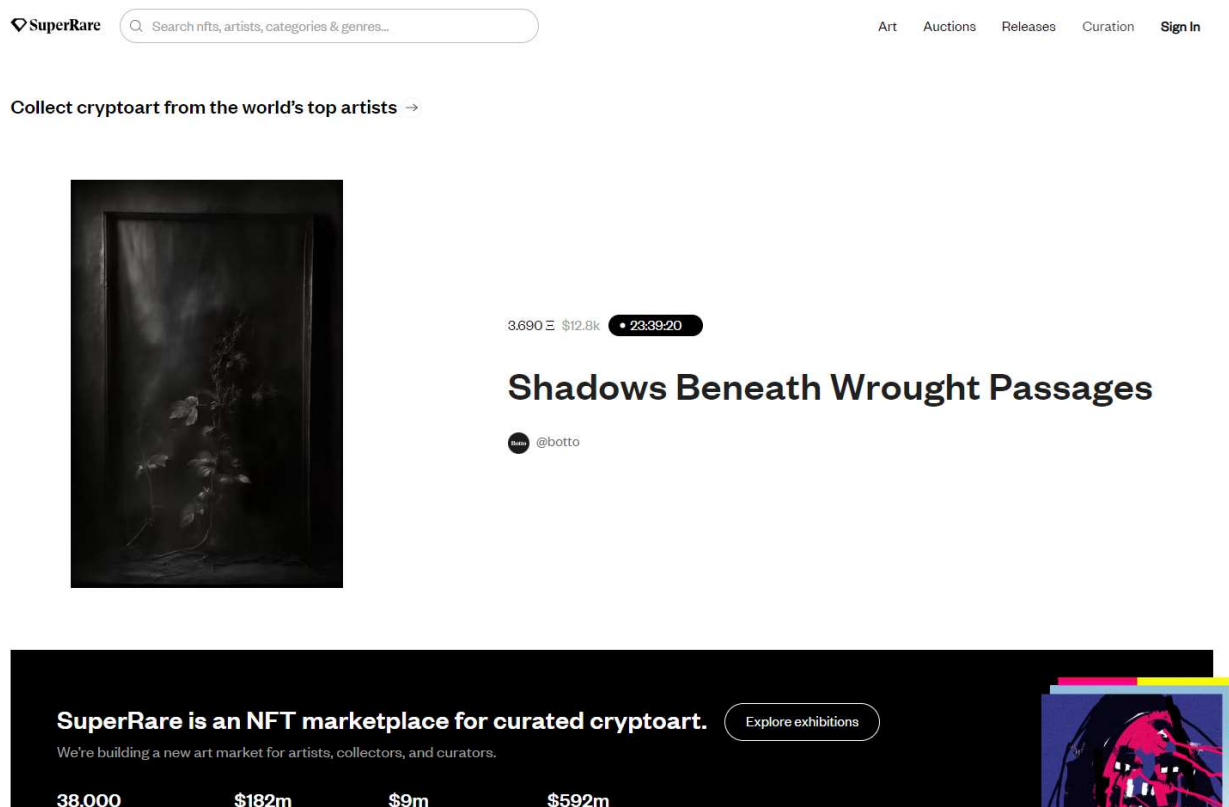 SuperRare
Search nfts, artists, categories & genres...
Art Auctions Releases Curation Sign In
Collect cryptoart from the world’s top artists →
3.690 Ξ $12.8k • 23:39:20
Shadows Beneath Wrought Passages
Botto @botto
SuperRare is an NFT marketplace for curated cryptoart. Explore exhibitions
We’re building a new art market for artists, collectors, and curators.
38,000 $182m $9m $592m